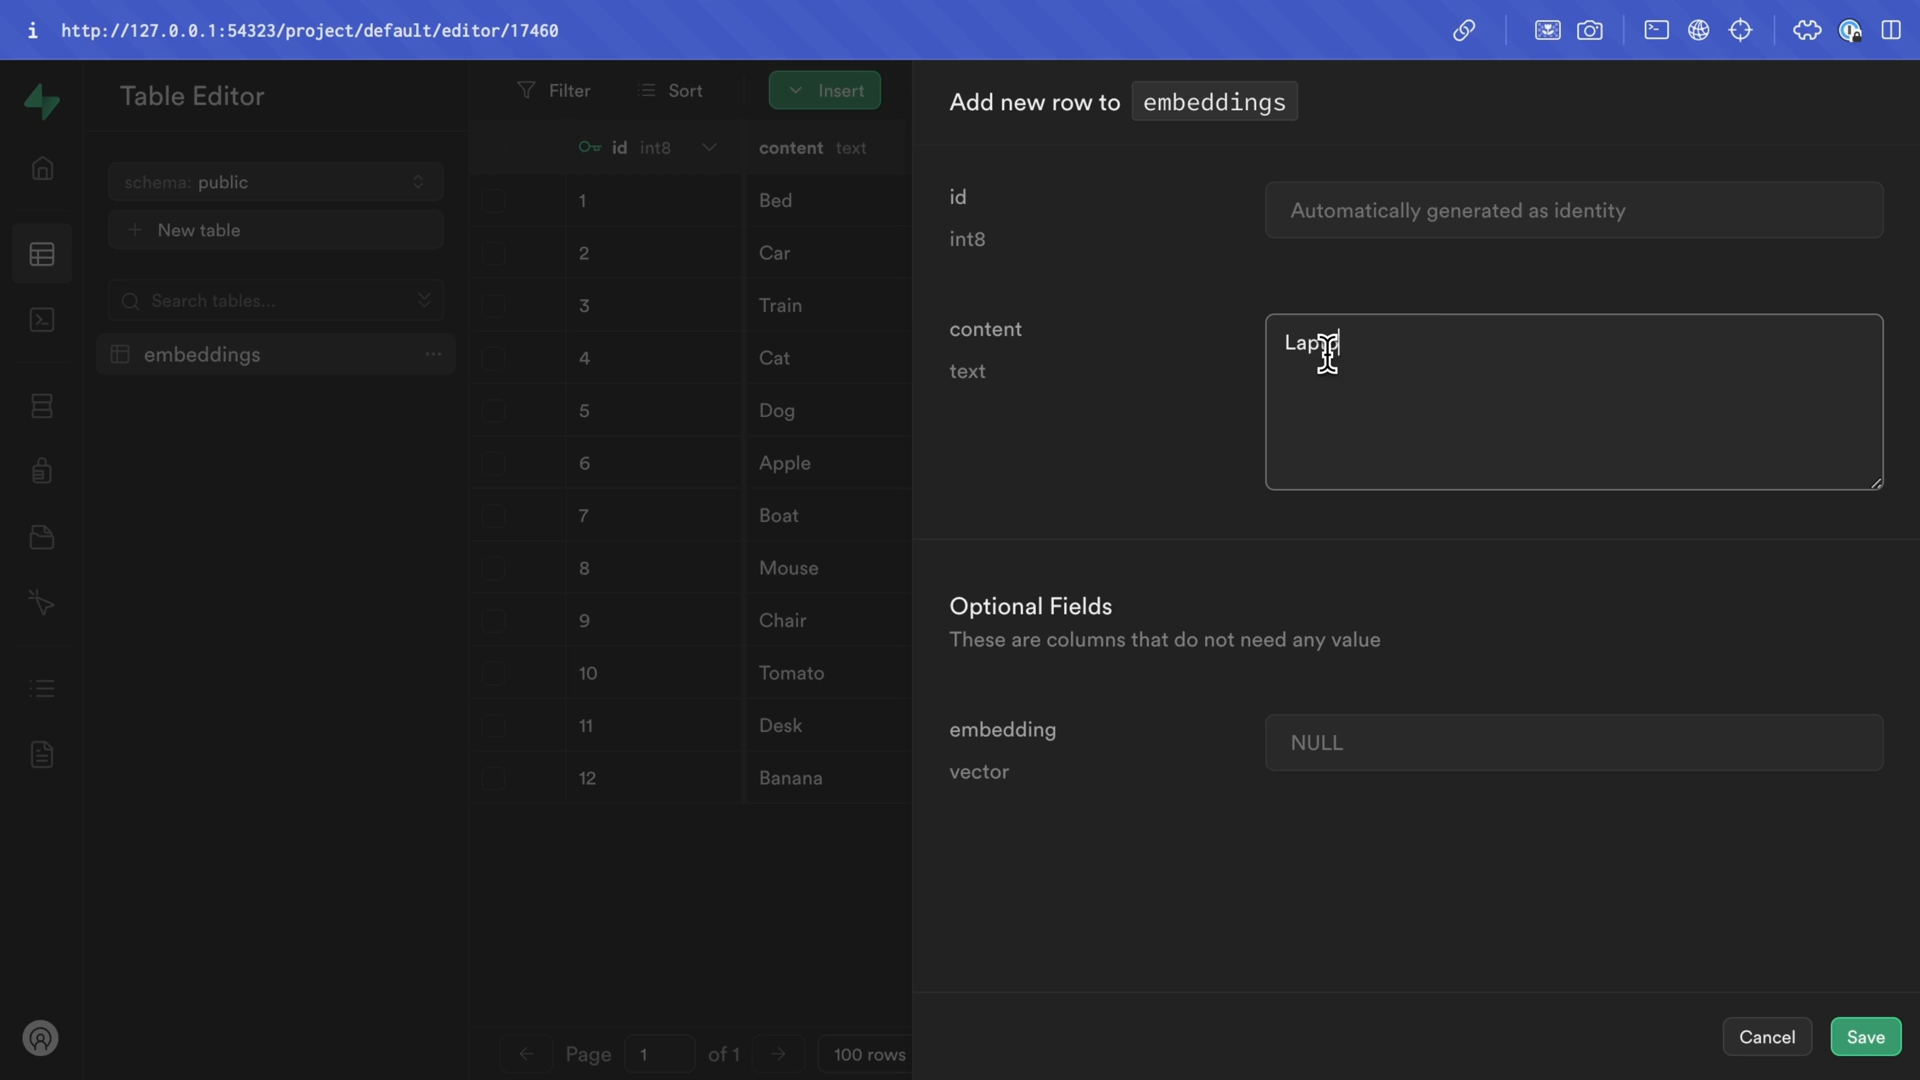 http://127.0.0.1:54323/project/default/editor/17460
Table Editor
schema: public
New table
Search tables...
embeddings
Filter
Sort
Insert
id int8
content text
1 Bed
2 Car
3 Train
4 Cat
5 Dog
6 Apple
7 Boat
8 Mouse
9 Chair
10 Tomato
11 Desk
12 Banana
Page 1 of 1
100 rows
Add new row to embeddings
id
int8
Automatically generated as identity
content
text
Optional Fields
These are columns that do not need any value
embedding
vector
NULL
Cancel
Save